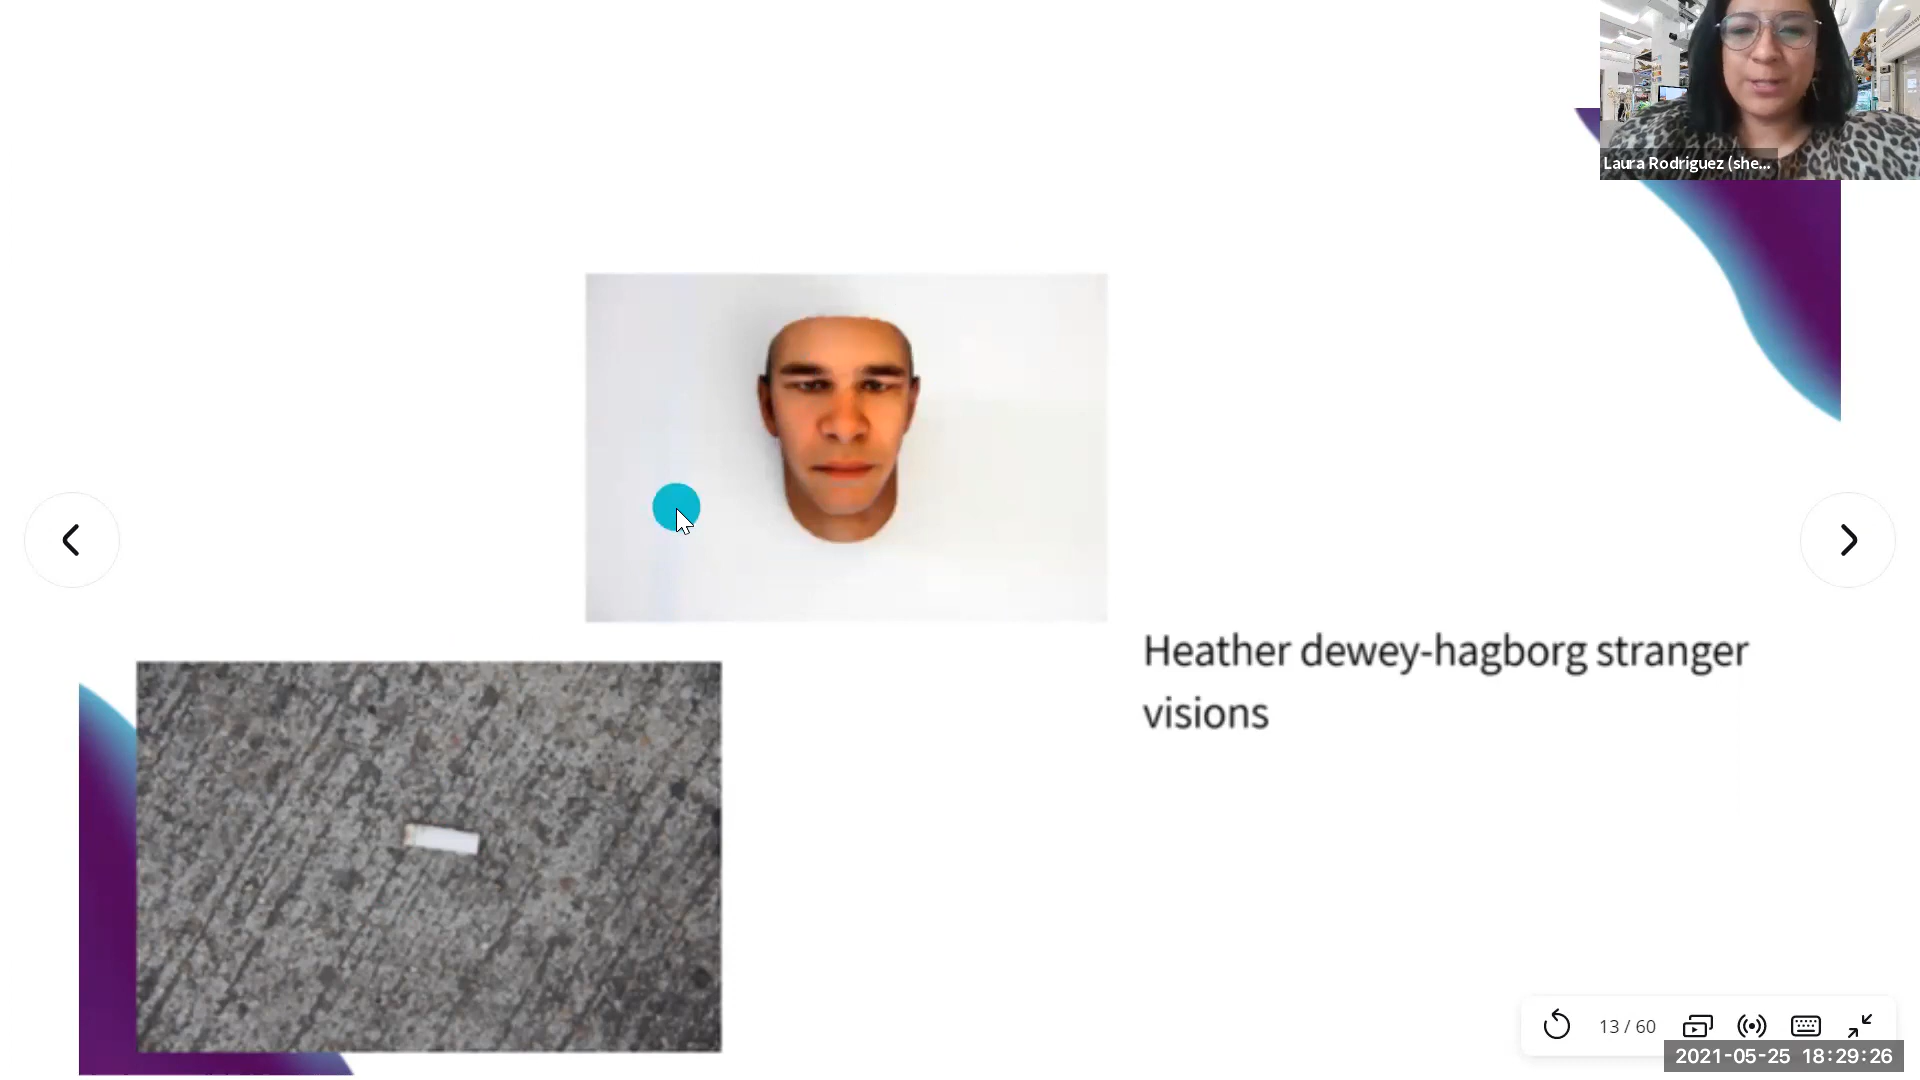 Laura Rodriguez (she...
Heather dewey-hagborg stranger
visions
13 / 60
2021-05-25 18:29:26